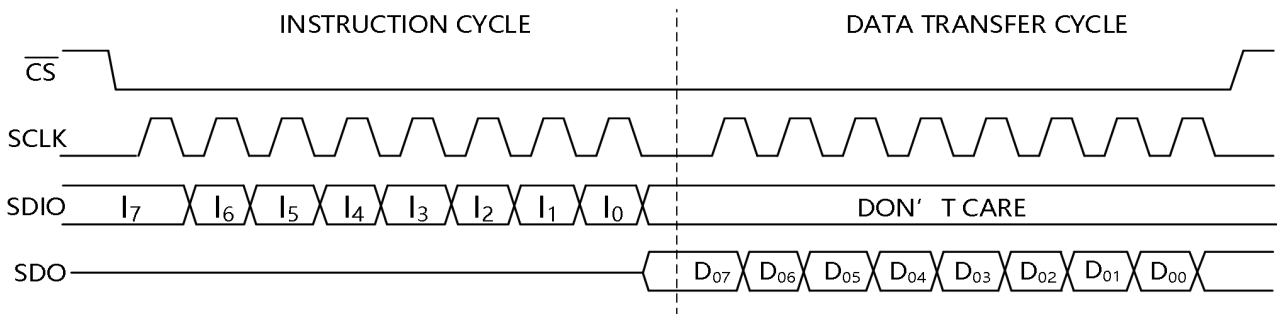 INSTRUCTION CYCLE DATA TRANSFER CYCLE
CS
SCLK
SDIO I7 I6 I5 I4 I3 I2 I1 I0 DON'T CARE
SDO D07 D06 D05 D04 D03 D02 D01 D00